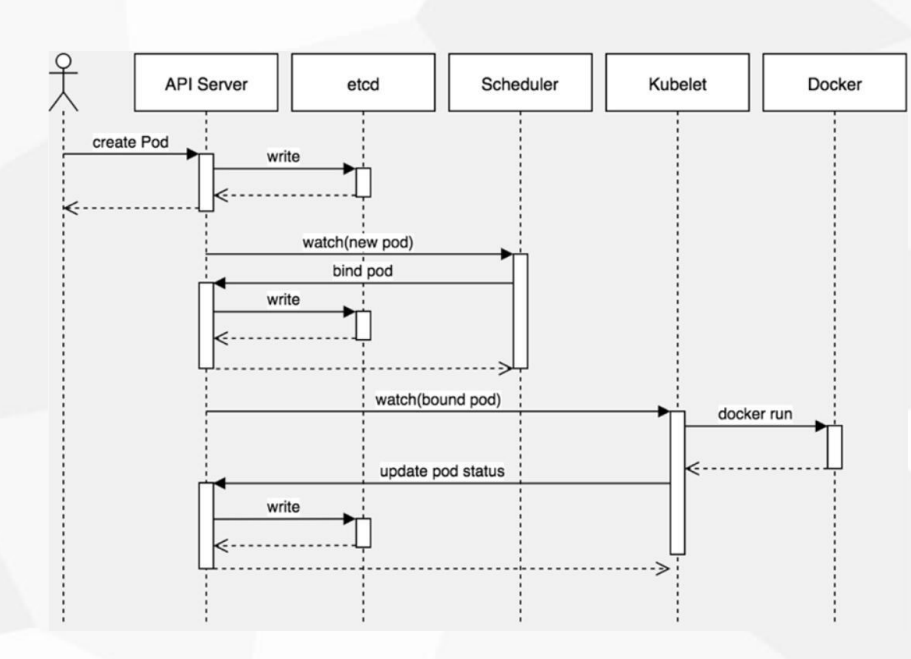 API Server
etcd
Scheduler
Kubelet
Docker
create Pod
write
watch(new pod)
bind pod
write
watch(bound pod)
docker run
update pod status
write